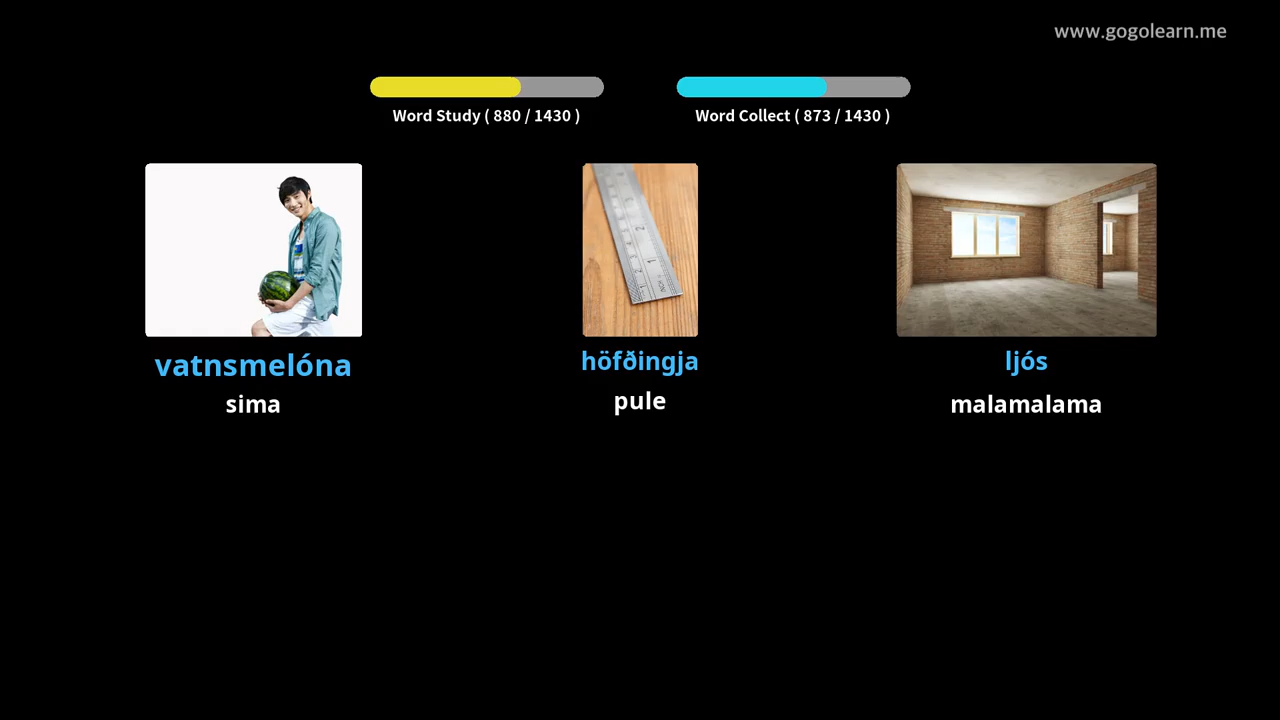 www.gogolearn.me
Word Study ( 880 / 1430 )
Word Collect ( 873 / 1430 )
vatnsmelóna
höfðingja
ljós
sima
pule
malamalama